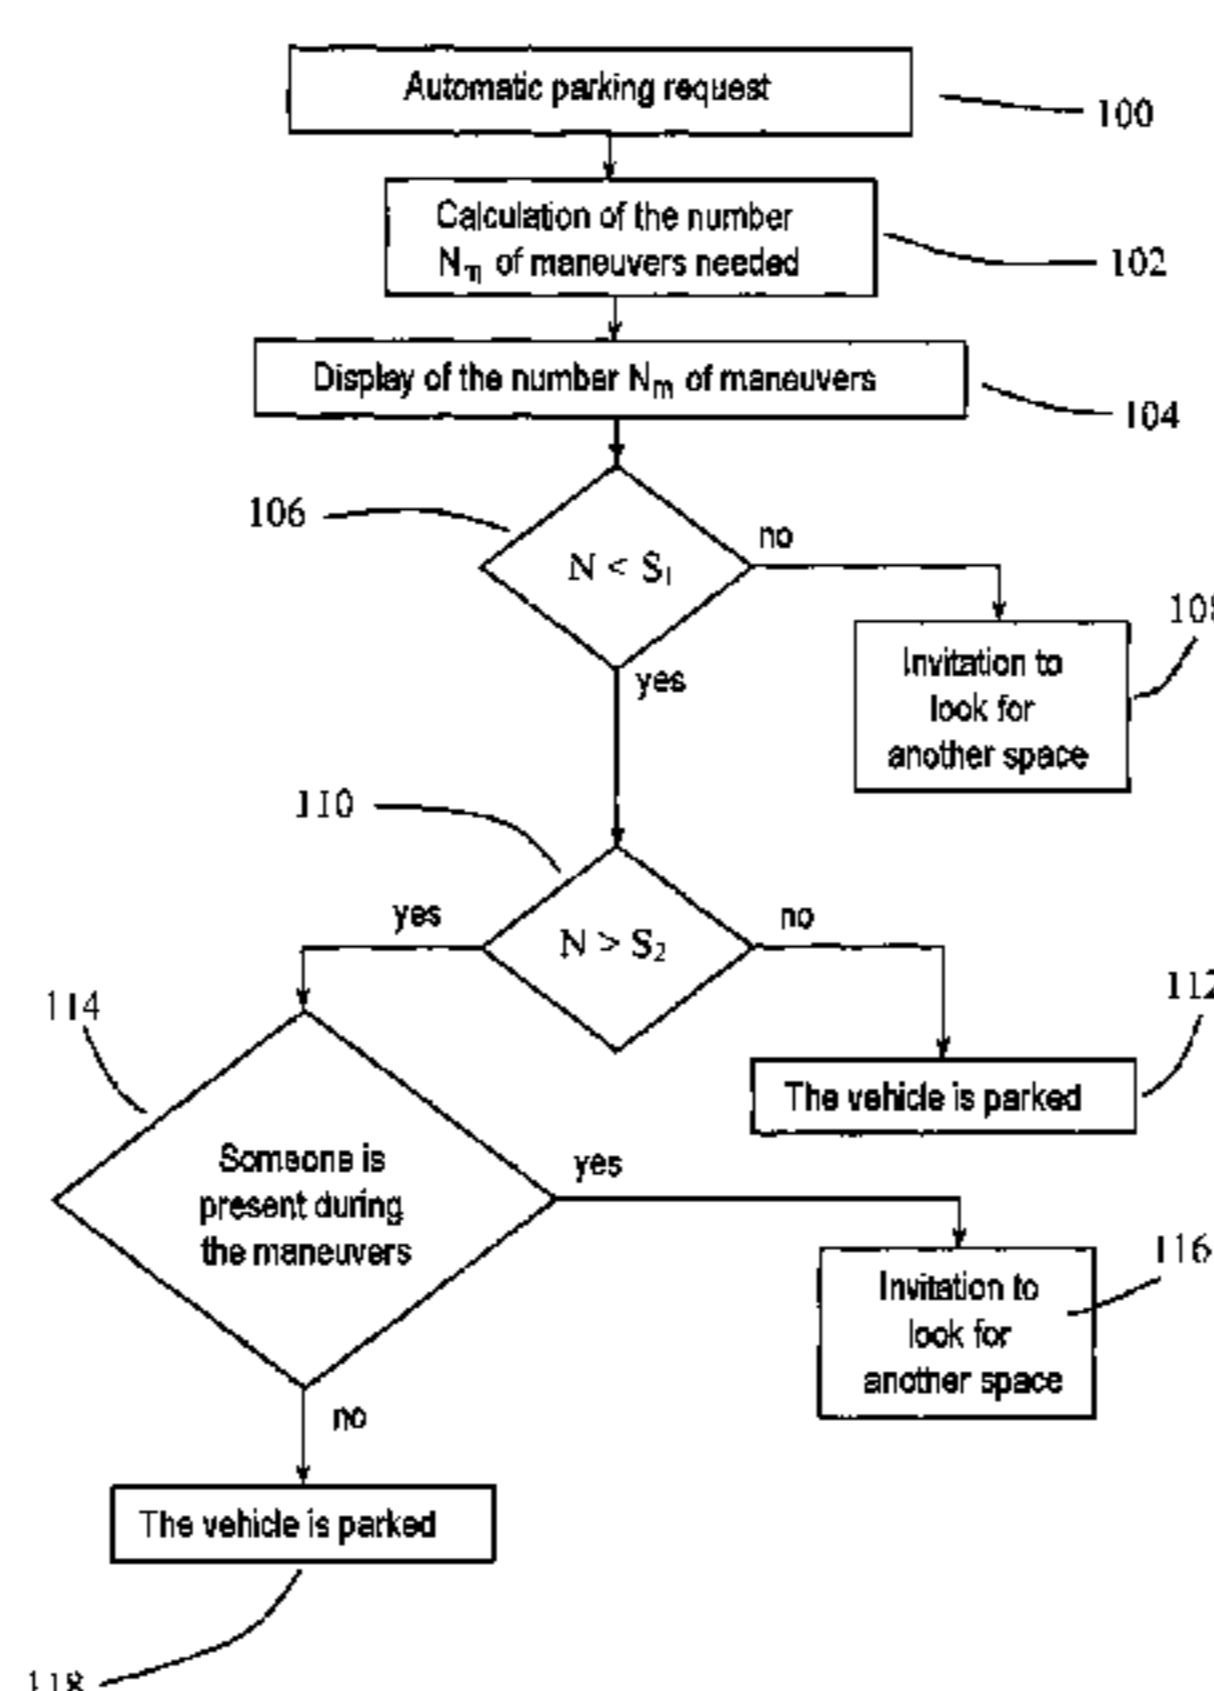 Automatic parking request
100
Calculation of the number
Nm of maneuvers needed
102
Display of the number Nm of maneuvers
104
106
N < S1
no
yes
108
Invitation to
look for
another space
110
N > S2
yes
no
112
The vehicle is parked
114
Someone is
present during
the maneuvers
yes
no
116
Invitation to
look for
another space
The vehicle is parked
118